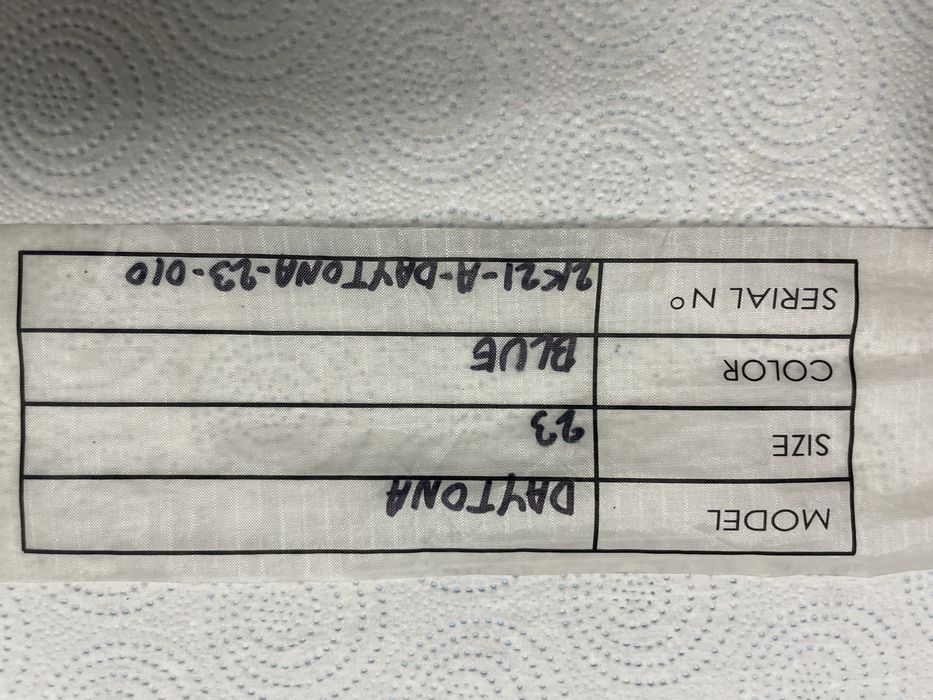 MODEL DAYTONA
SIZE 23
COLOR BLUE
SERIAL N° 2K21-A-DAYTONA-23-010